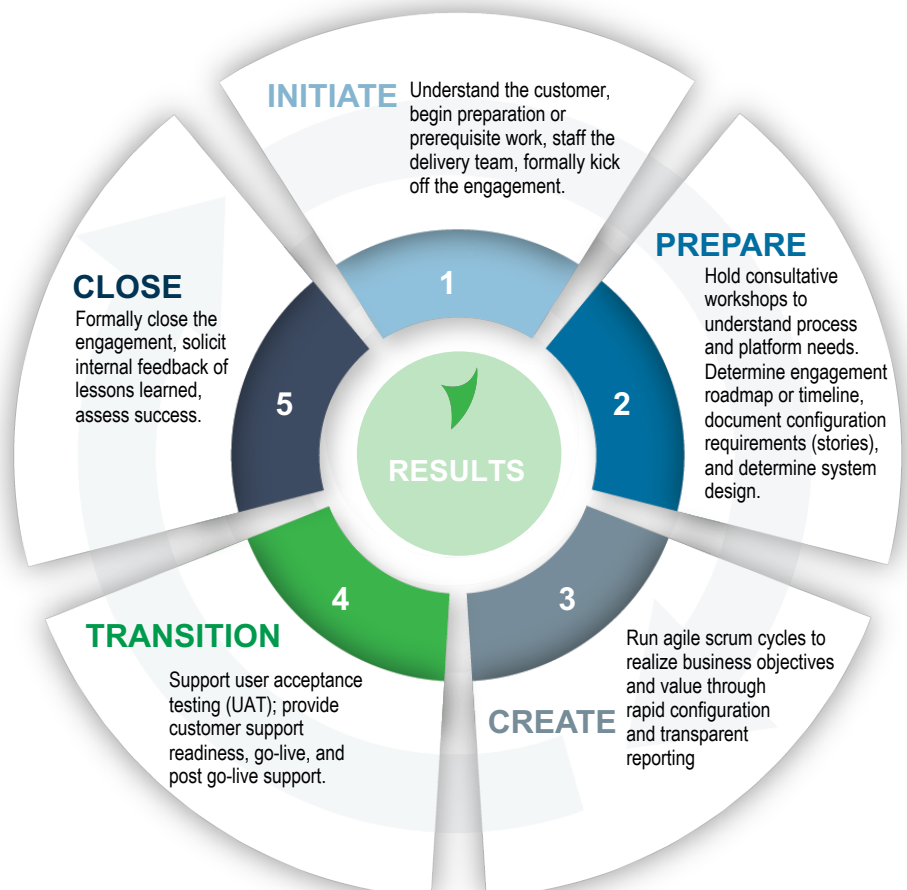 INITIATE
Understand the customer,
begin preparation or
prerequisite work, staff the
delivery team, formally kick
off the engagement.
1
PREPARE
Hold consultative
workshops to
understand process
and platform needs.
Determine engagement
roadmap or timeline,
document configuration
requirements (stories),
and determine system
design.
2
CREATE
Run agile scrum cycles to
realize business objectives
and value through
rapid configuration
and transparent
reporting
3
TRANSITION
Support user acceptance
testing (UAT); provide
customer support
readiness, go-live, and
post go-live support.
4
CLOSE
Formally close the
engagement, solicit
internal feedback of
lessons learned,
assess success.
5
RESULTS